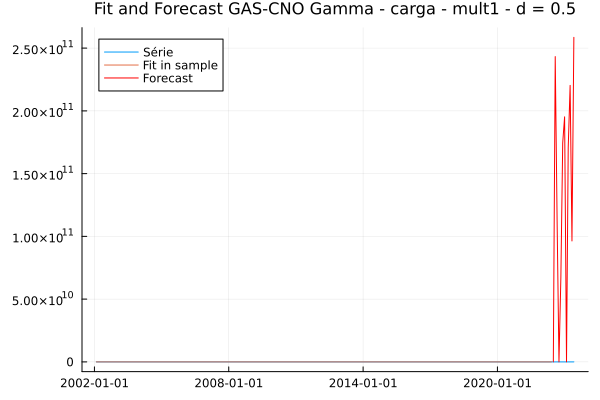 Fit and Forecast GAS-CNO Gamma - carga - mult1 - d = 0.5
Série
Fit in sample
Forecast
2.50×10¹¹
2.00×10¹¹
1.50×10¹¹
1.00×10¹¹
5.00×10¹⁰
0
2002-01-01 2008-01-01 2014-01-01 2020-01-01